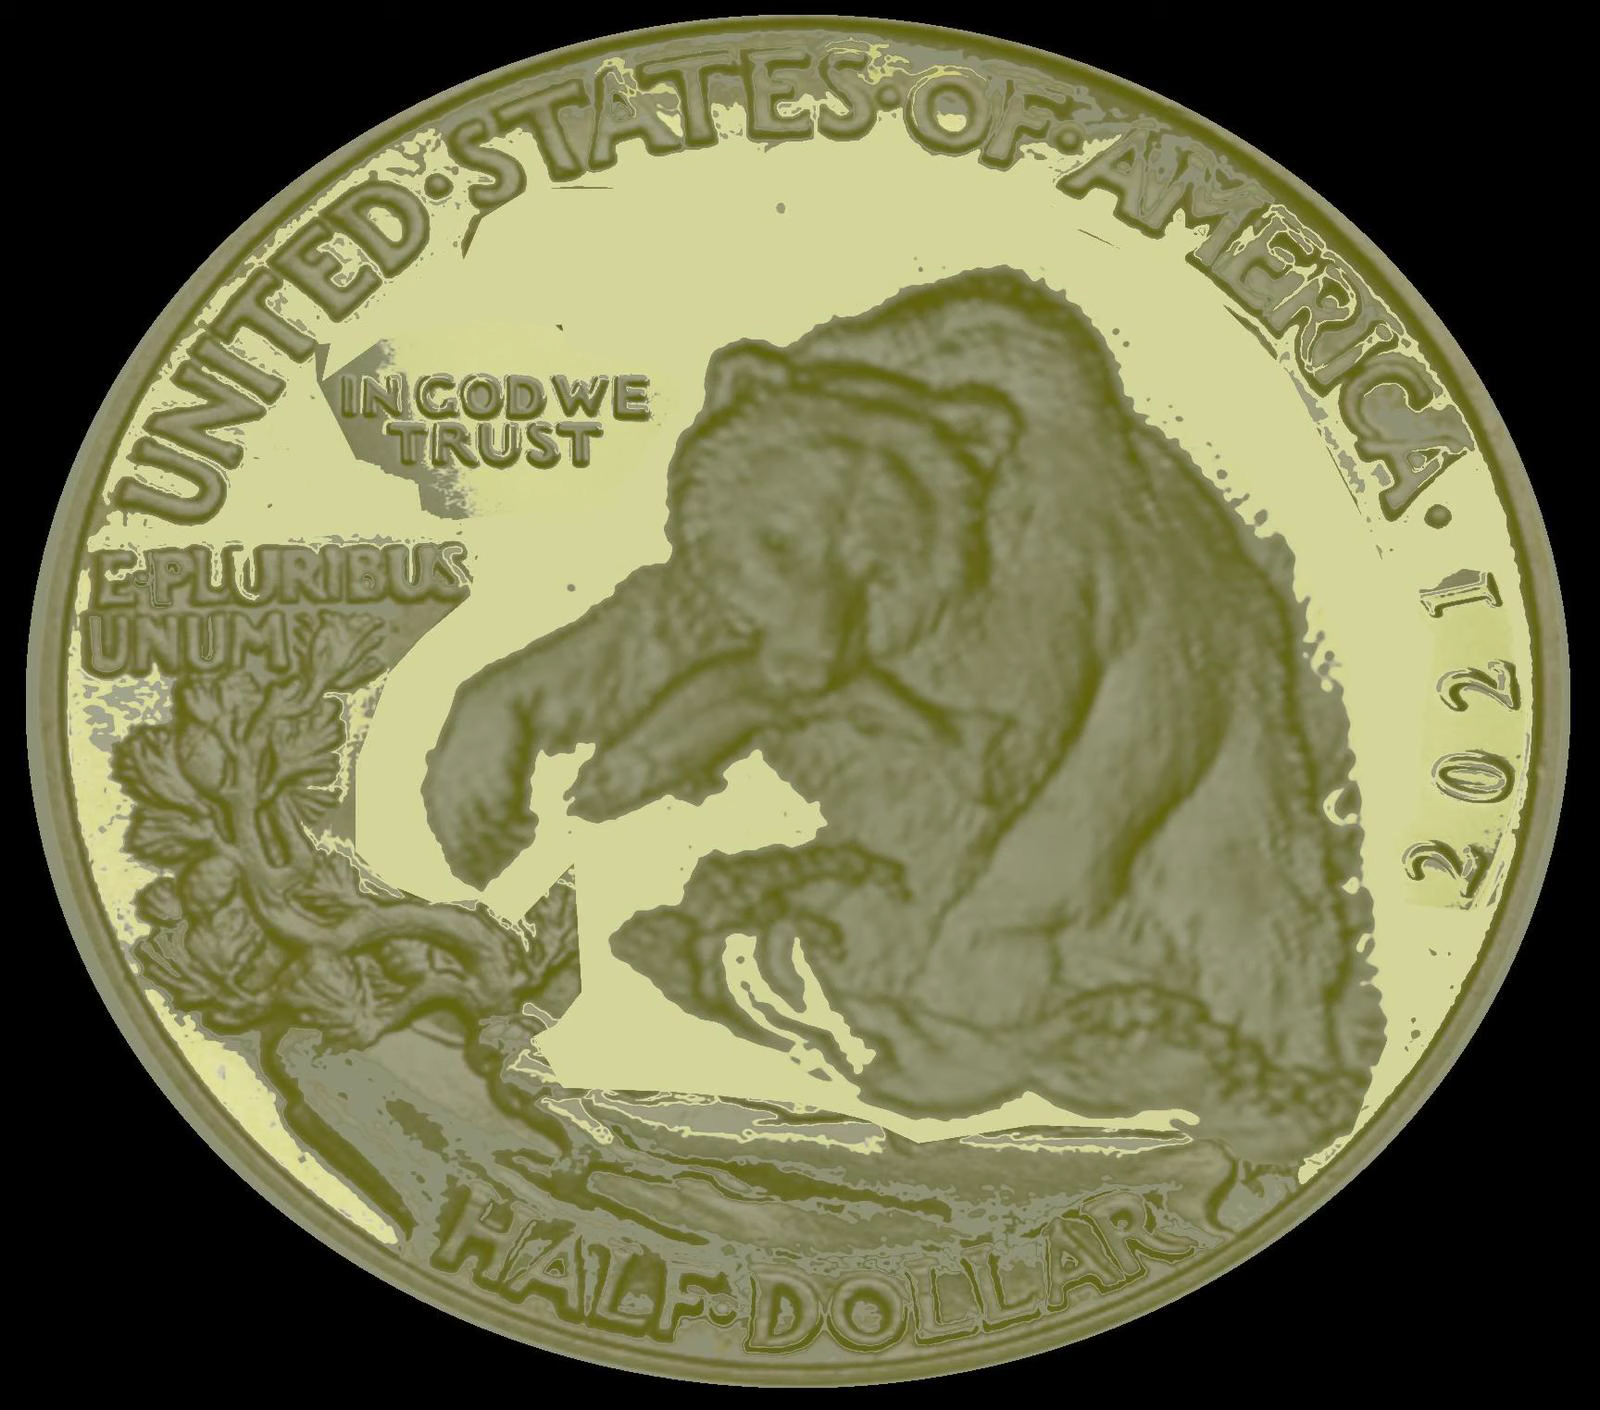 UNITED·STATES·OF·AMERICA·
IN GOD WE
TRUST
E·PLURIBUS
UNUM
2021
HALF·DOLLAR